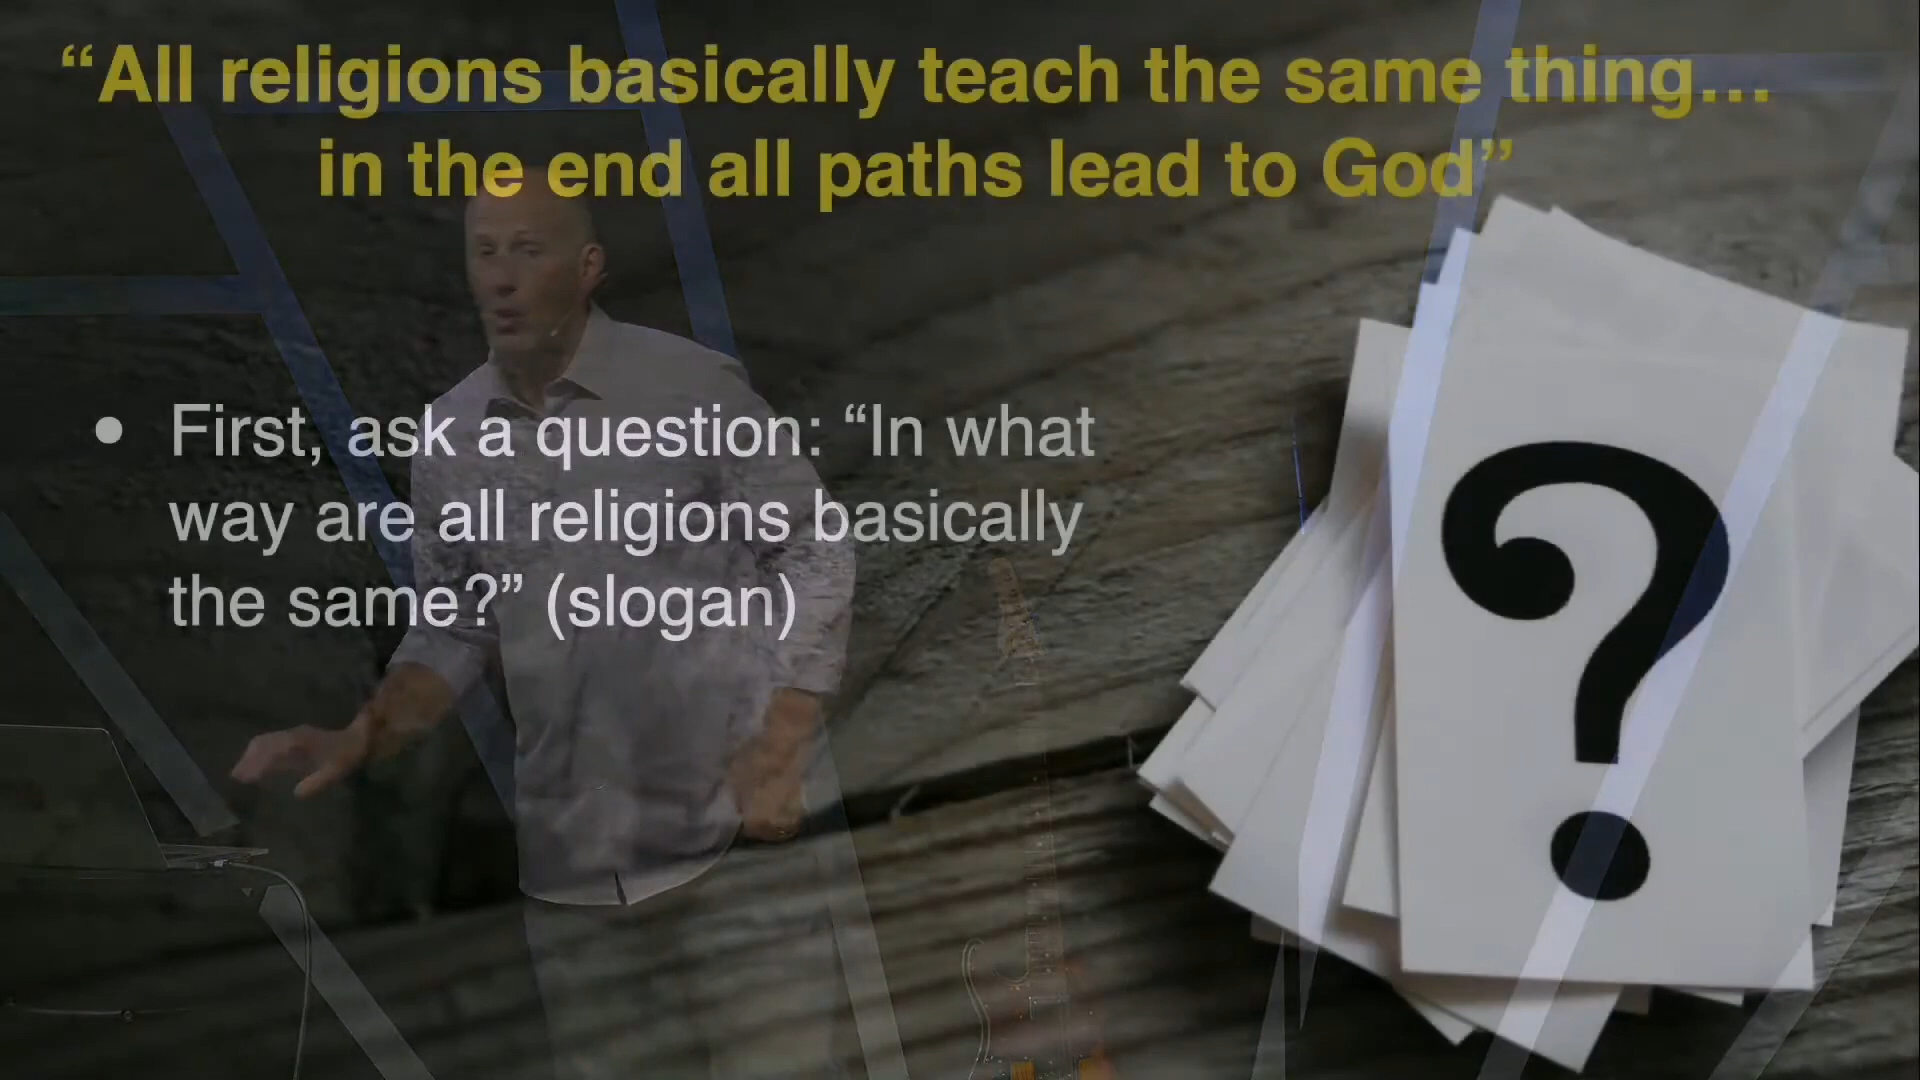 “All religions basically teach the same thing...
in the end all paths lead to God”
• First, ask a question: “In what
way are all religions basically
the same?” (slogan)
?